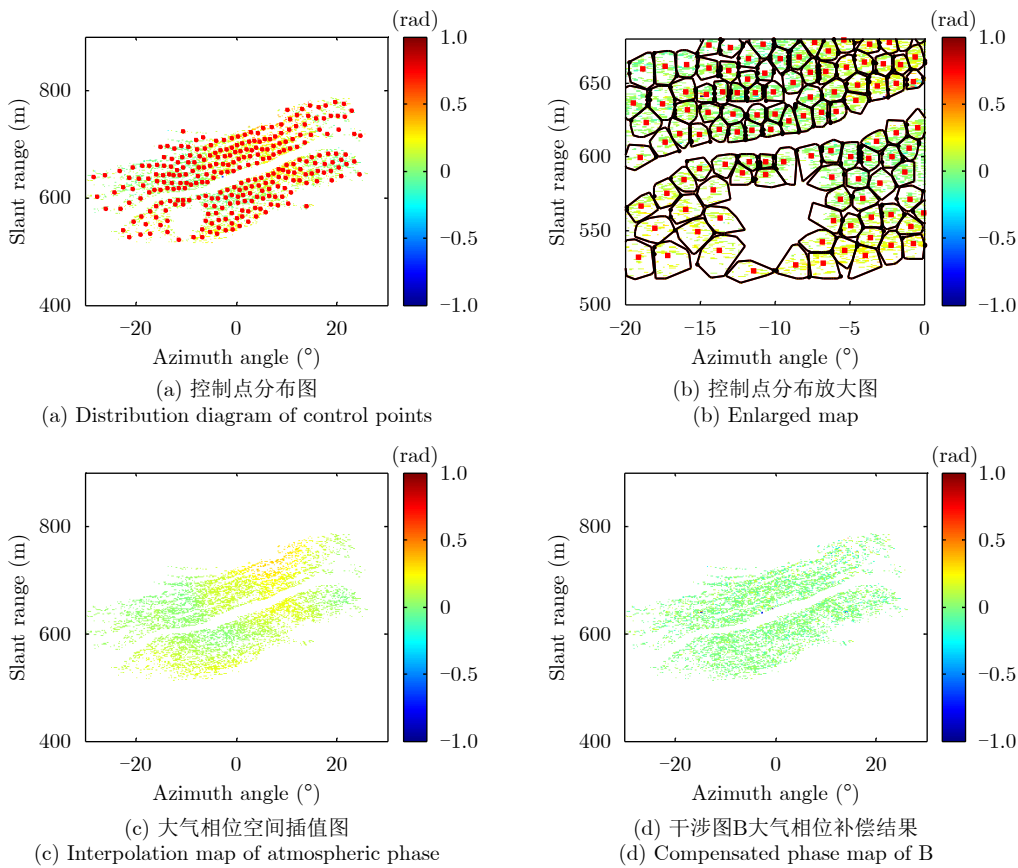 (rad)
1.0
0.5
0
−0.5
−1.0
800
600
400
Slant range (m)
−20
0
20
Azimuth angle (°)
(a) 控制点分布图
(a) Distribution diagram of control points
(rad)
1.0
0.5
0
−0.5
−1.0
650
600
550
500
Slant range (m)
−20
−15
−10
−5
0
Azimuth angle (°)
(b) 控制点分布放大图
(b) Enlarged map
(rad)
1.0
0.5
0
−0.5
−1.0
800
600
400
Slant range (m)
−20
0
20
Azimuth angle (°)
(c) 大气相位空间插值图
(c) Interpolation map of atmospheric phase
(rad)
1.0
0.5
0
−0.5
−1.0
800
600
400
Slant range (m)
−20
0
20
Azimuth angle (°)
(d) 干涉图B大气相位补偿结果
(d) Compensated phase map of B